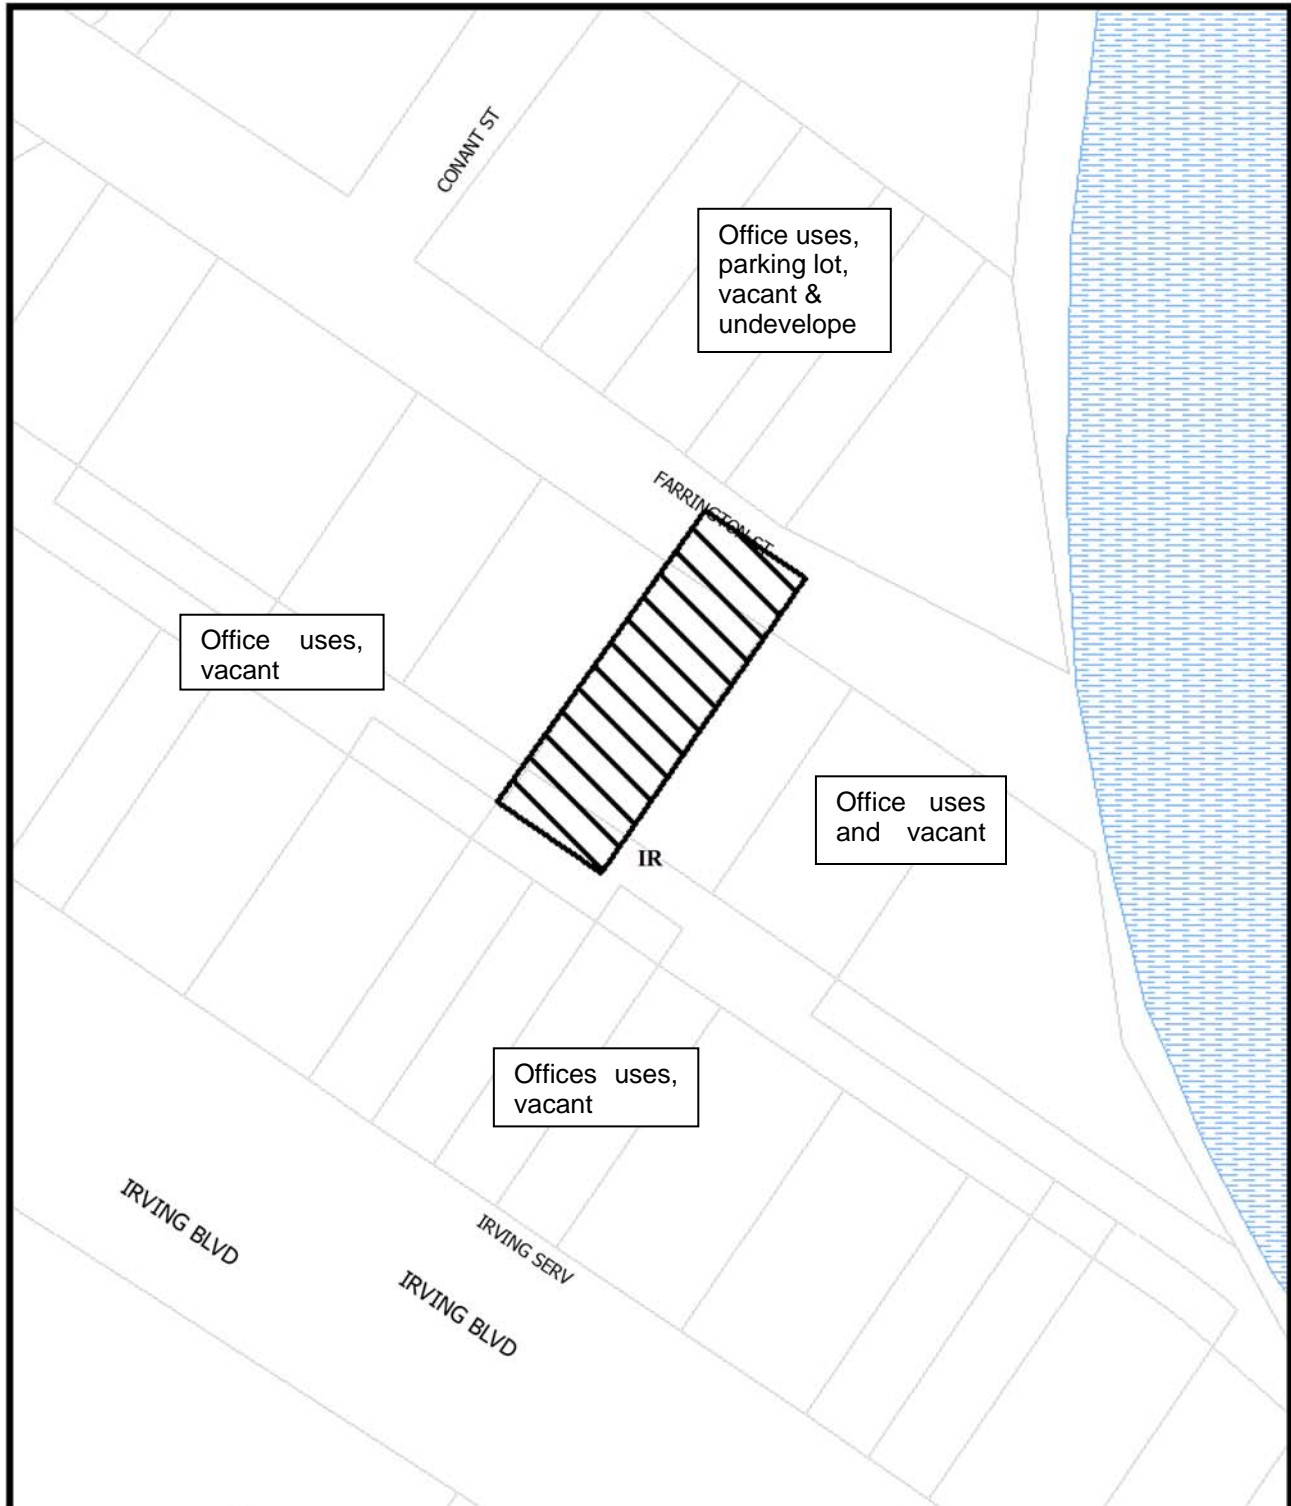 CONANT ST
Office uses,
parking lot,
vacant &
undevelope
FARRINGTON ST
Office uses,
vacant
Office uses
and vacant
IR
Offices uses,
vacant
IRVING BLVD
IRVING SERV
IRVING BLVD